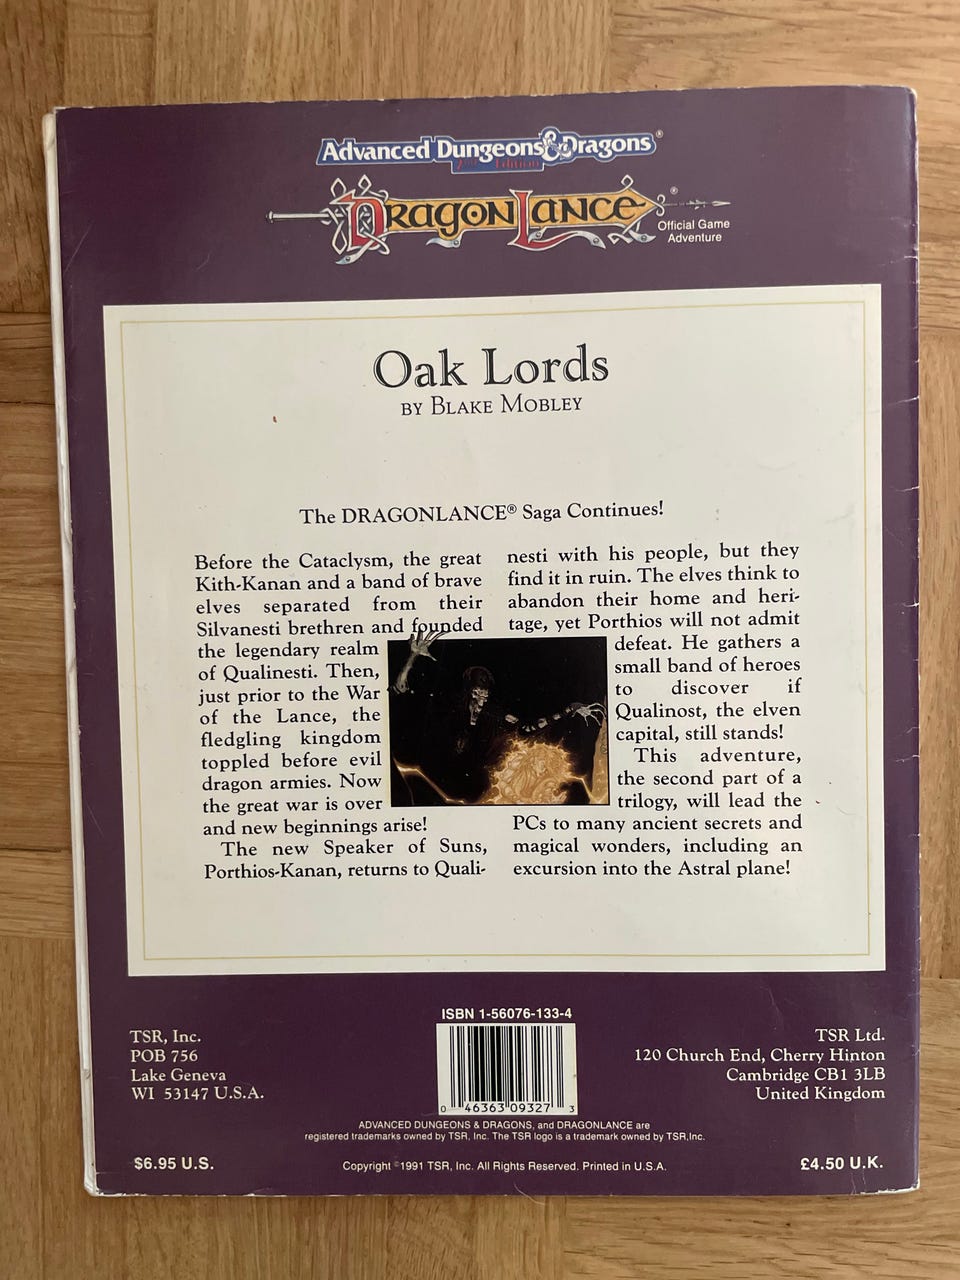 Advanced Dungeons & Dragons®
2nd Edition
DRAGONLANCE®
Official Game
Adventure
Oak Lords
BY BLAKE MOBLEY
The DRAGONLANCE® Saga Continues!
Before the Cataclysm, the great
Kith-Kanan and a band of brave
elves separated from their
Silvanesti brethren and founded
the legendary realm
of Qualinesti. Then,
just prior to the War
of the Lance, the
fledgling kingdom
toppled before evil
dragon armies. Now
the great war is over
and new beginnings arise!
The new Speaker of Suns,
Porthios-Kanan, returns to Quali-
nesti with his people, but they
find it in ruin. The elves think to
abandon their home and heri-
tage, yet Porthios will not admit
defeat. He gathers a
small band of heroes
to discover if
Qualinost, the elven
capital, still stands!
This adventure,
the second part of a
trilogy, will lead the
PCs to many ancient secrets and
magical wonders, including an
excursion into the Astral plane!
TSR, Inc.
POB 756
Lake Geneva
WI 53147 U.S.A.
$6.95 U.S.
ISBN 1-56076-133-4
0 46363 09327 3
ADVANCED DUNGEONS & DRAGONS, and DRAGONLANCE are
registered trademarks owned by TSR, Inc. The TSR logo is a trademark owned by TSR,Inc.
Copyright ©1991 TSR, Inc. All Rights Reserved. Printed in U.S.A.
TSR Ltd.
120 Church End, Cherry Hinton
Cambridge CB1 3LB
United Kingdom
£4.50 U.K.